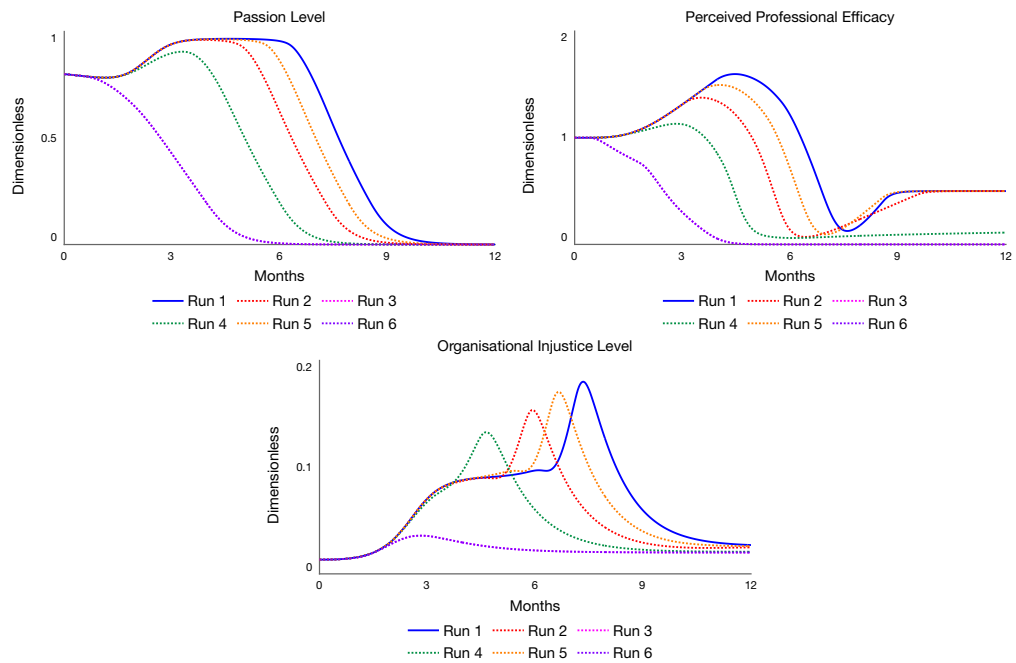 Passion Level
1
0.5
0
Dimensionless
0 3 6 9 12
Months
Run 1 Run 2 Run 3
Run 4 Run 5 Run 6
Perceived Professional Efficacy
2
1
0
Dimensionless
0 3 6 9 12
Months
Run 1 Run 2 Run 3
Run 4 Run 5 Run 6
Organisational Injustice Level
0.2
0.1
0
Dimensionless
0 3 6 9 12
Months
Run 1 Run 2 Run 3
Run 4 Run 5 Run 6